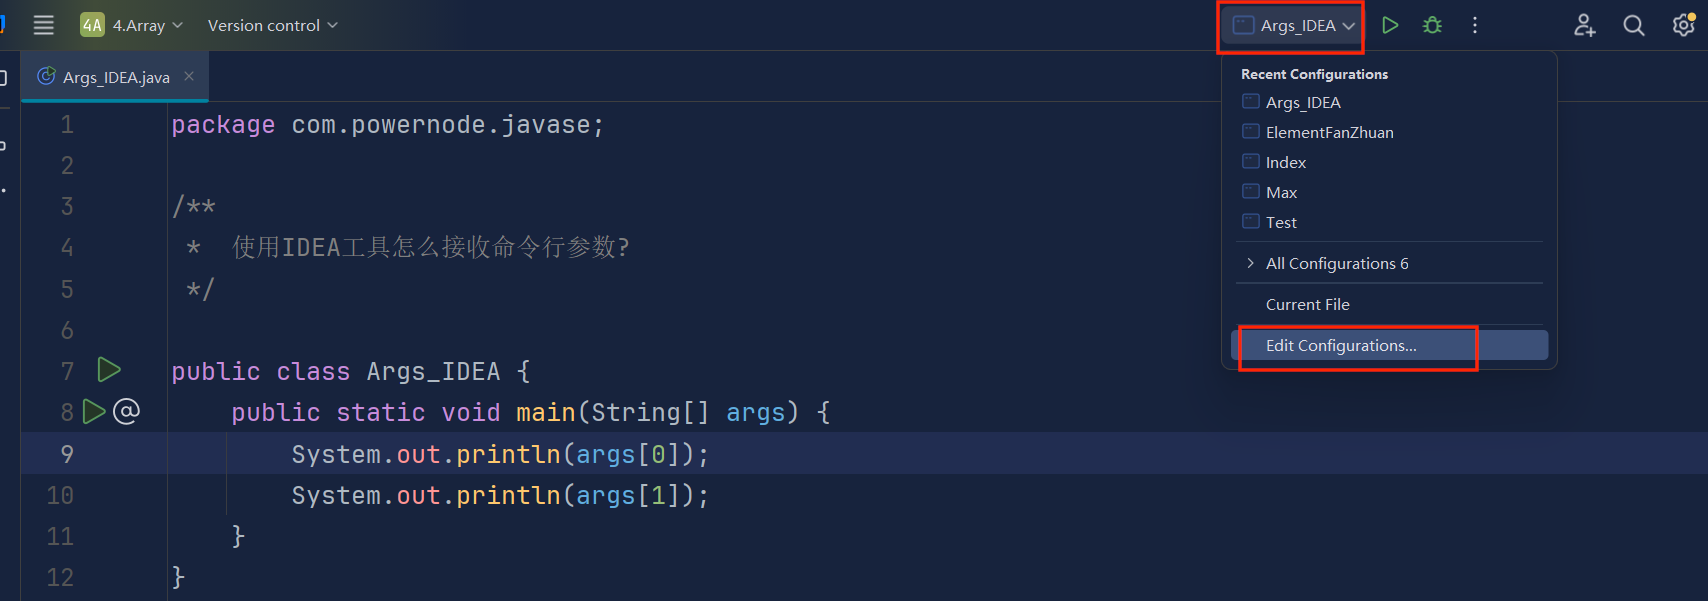 4A 4.Array Version control Args_IDEA
Args_IDEA.java
Recent Configurations
Args_IDEA
ElementFanZhuan
Index
Max
Test
All Configurations 6
Current File
Edit Configurations...
1 package com.powernode.javase;
2
3 /**
4 * 使用IDEA工具怎么接收命令行参数?
5 */
6
7 public class Args_IDEA {
8 @ public static void main(String[] args) {
9 System.out.println(args[0]);
10 System.out.println(args[1]);
11 }
12 }